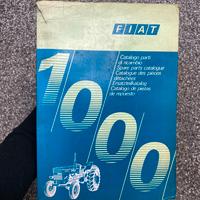 FIAT
Catalogo parti
di ricambio
Spare parts catalogue
Catalogue des pièces
détachées
Ersatzteilkatalog
Catalogo de piezas
de repuesto
1000